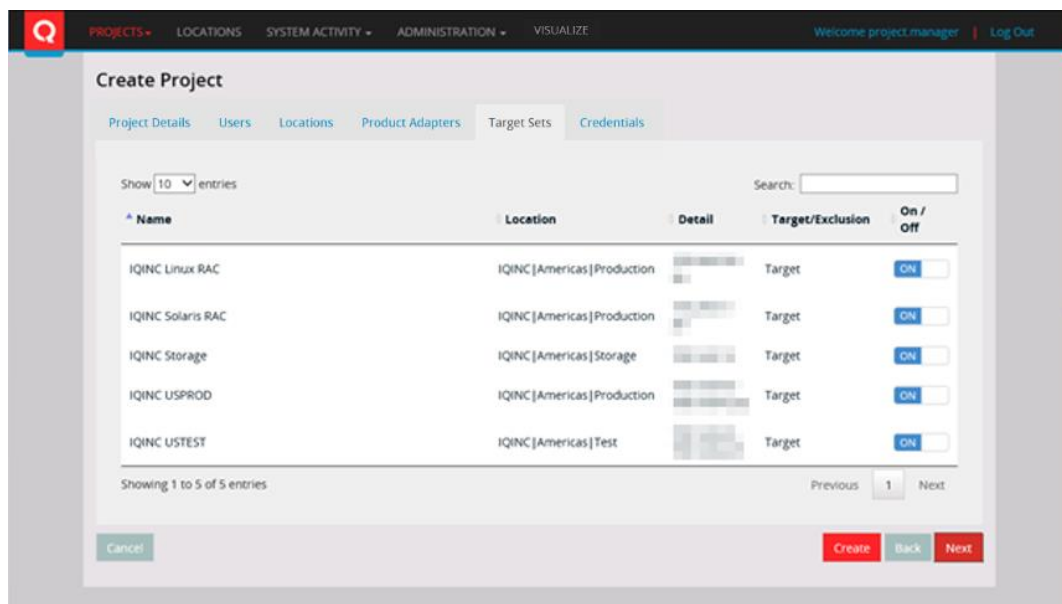 PROJECTS LOCATIONS SYSTEM ACTIVITY ADMINISTRATION VISUALIZE Welcome project.manager | Log Out
Create Project
Project Details Users Locations Product Adapters Target Sets Credentials
Show 10 entries Search:
Name Location Detail Target/Exclusion On / Off
IQINC Linux RAC IQINC|Americas|Production Target ON
IQINC Solaris RAC IQINC|Americas|Production Target ON
IQINC Storage IQINC|Americas|Storage Target ON
IQINC USPROD IQINC|Americas|Production Target ON
IQINC USTEST IQINC|Americas|Test Target ON
Showing 1 to 5 of 5 entries Previous 1 Next
Cancel Create Back Next